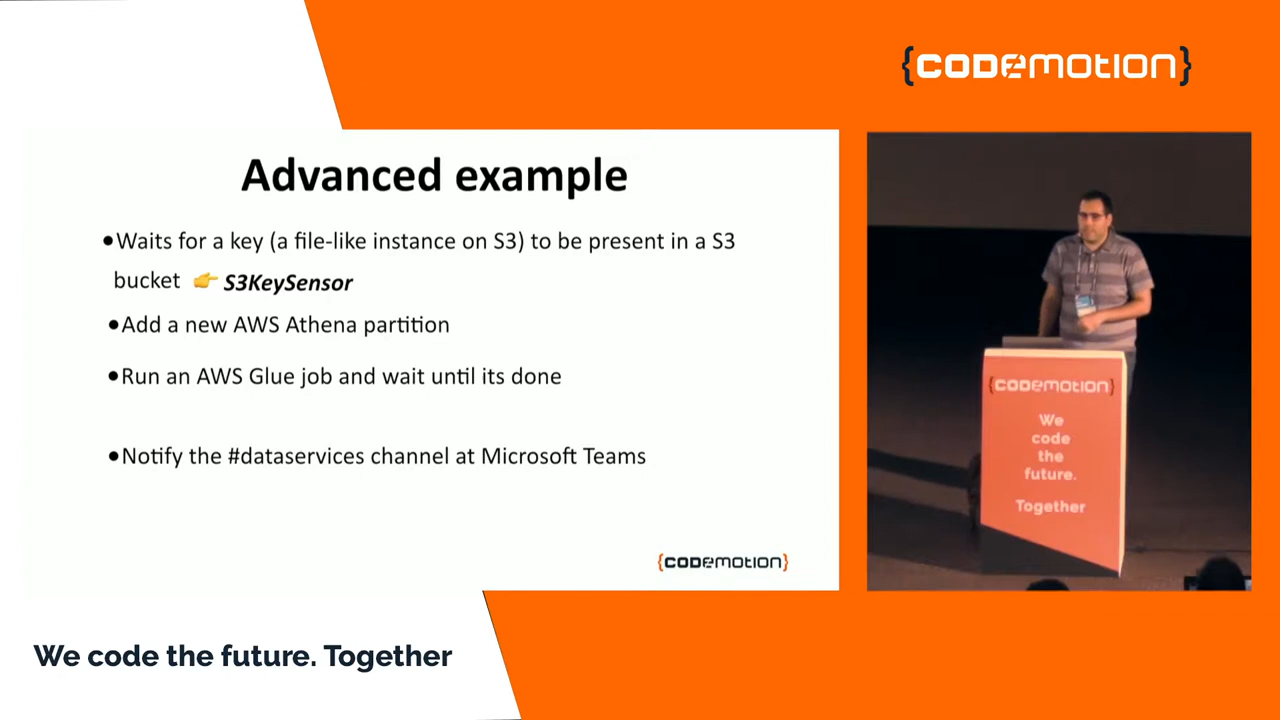 {CODEMOTION}
Advanced example
●Waits for a key (a file-like instance on S3) to be present in a S3
bucket 👉 S3KeySensor
●Add a new AWS Athena partition
●Run an AWS Glue job and wait until its done
●Notify the #dataservices channel at Microsoft Teams
{CODEMOTION}
{CODEMOTION}
We
code
the
future.
Together
We code the future. Together